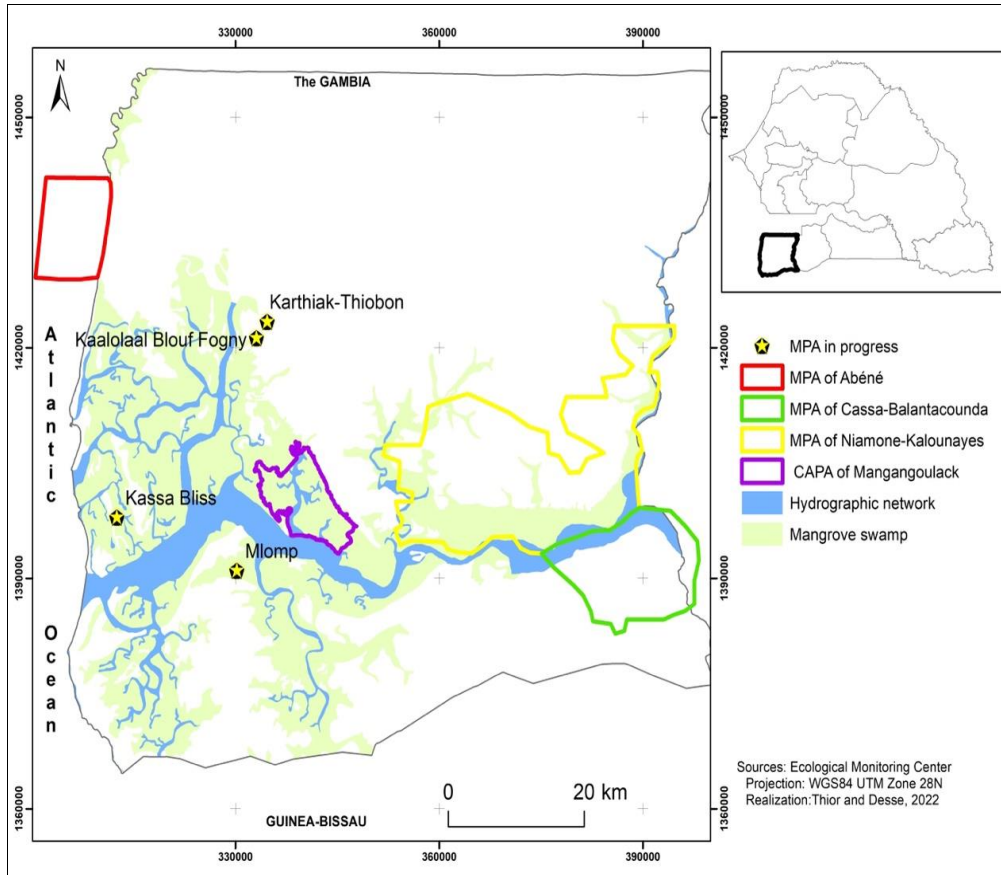 330000
360000
390000
N
The GAMBIA
1450000
1450000
Karthiak-Thiobon
Kaalolaal Blouf Fogny
1420000
1420000
Atlantic
Ocean
Kassa Bliss
Mlomp
1390000
1390000
0
20 km
1360000
1360000
GUINEA-BISSAU
330000
360000
390000
MPA in progress
MPA of Abéné
MPA of Cassa-Balantacounda
MPA of Niamone-Kalounayes
CAPA of Mangangoulack
Hydrographic network
Mangrove swamp
Sources: Ecological Monitoring Center
Projection: WGS84 UTM Zone 28N
Realization:Thior and Desse, 2022